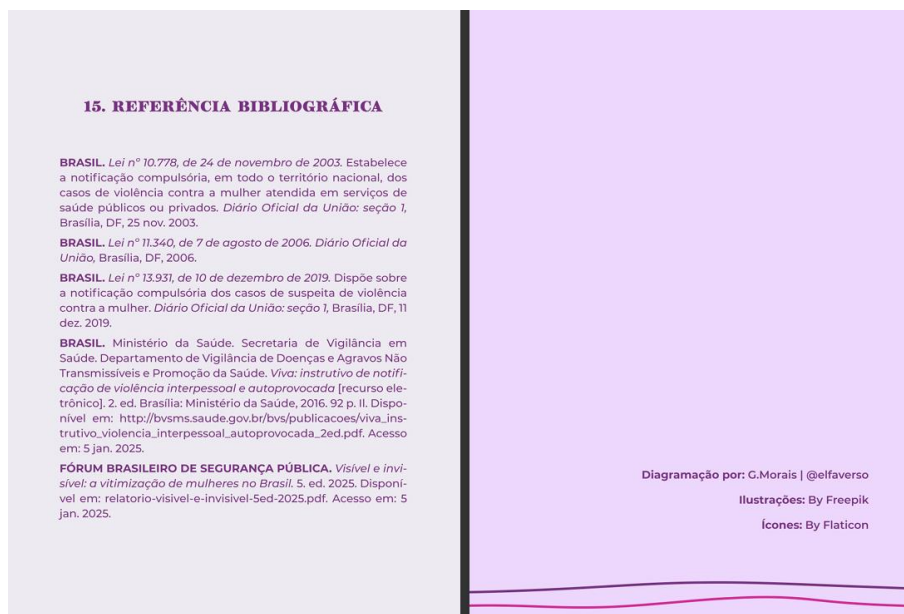 15. REFERÊNCIA BIBLIOGRÁFICA
BRASIL. Lei nº 10.778, de 24 de novembro de 2003. Estabelece
a notificação compulsória, em todo o território nacional, dos
casos de violência contra a mulher atendida em serviços de
saúde públicos ou privados. Diário Oficial da União: seção 1,
Brasília, DF, 25 nov. 2003.
BRASIL. Lei nº 11.340, de 7 de agosto de 2006. Diário Oficial da
União, Brasília, DF, 2006.
BRASIL. Lei nº 13.931, de 10 de dezembro de 2019. Dispõe sobre
a notificação compulsória dos casos de suspeita de violência
contra a mulher. Diário Oficial da União: seção 1, Brasília, DF, 11
dez. 2019.
BRASIL. Ministério da Saúde. Secretaria de Vigilância em
Saúde. Departamento de Vigilância de Doenças e Agravos Não
Transmissíveis e Promoção da Saúde. Viva: instrutivo de notifi-
cação de violência interpessoal e autoprovocada [recurso ele-
trônico]. 2. ed. Brasília: Ministério da Saúde, 2016. 92 p. Il. Dispo-
nível em: http://bvsms.saude.gov.br/bvs/publicacoes/viva_ins-
trutivo_violencia_interpessoal_autoprovocada_2ed.pdf. Acesso
em: 5 jan. 2025.
FÓRUM BRASILEIRO DE SEGURANÇA PÚBLICA. Visível e invi-
sível: a vitimização de mulheres no Brasil. 5. ed. 2025. Disponí-
vel em: relatorio-visivel-e-invisivel-5ed-2025.pdf. Acesso em: 5
jan. 2025.
Diagramação por: G.Morais | @elfaverso
Ilustrações: By Freepik
Ícones: By Flaticon